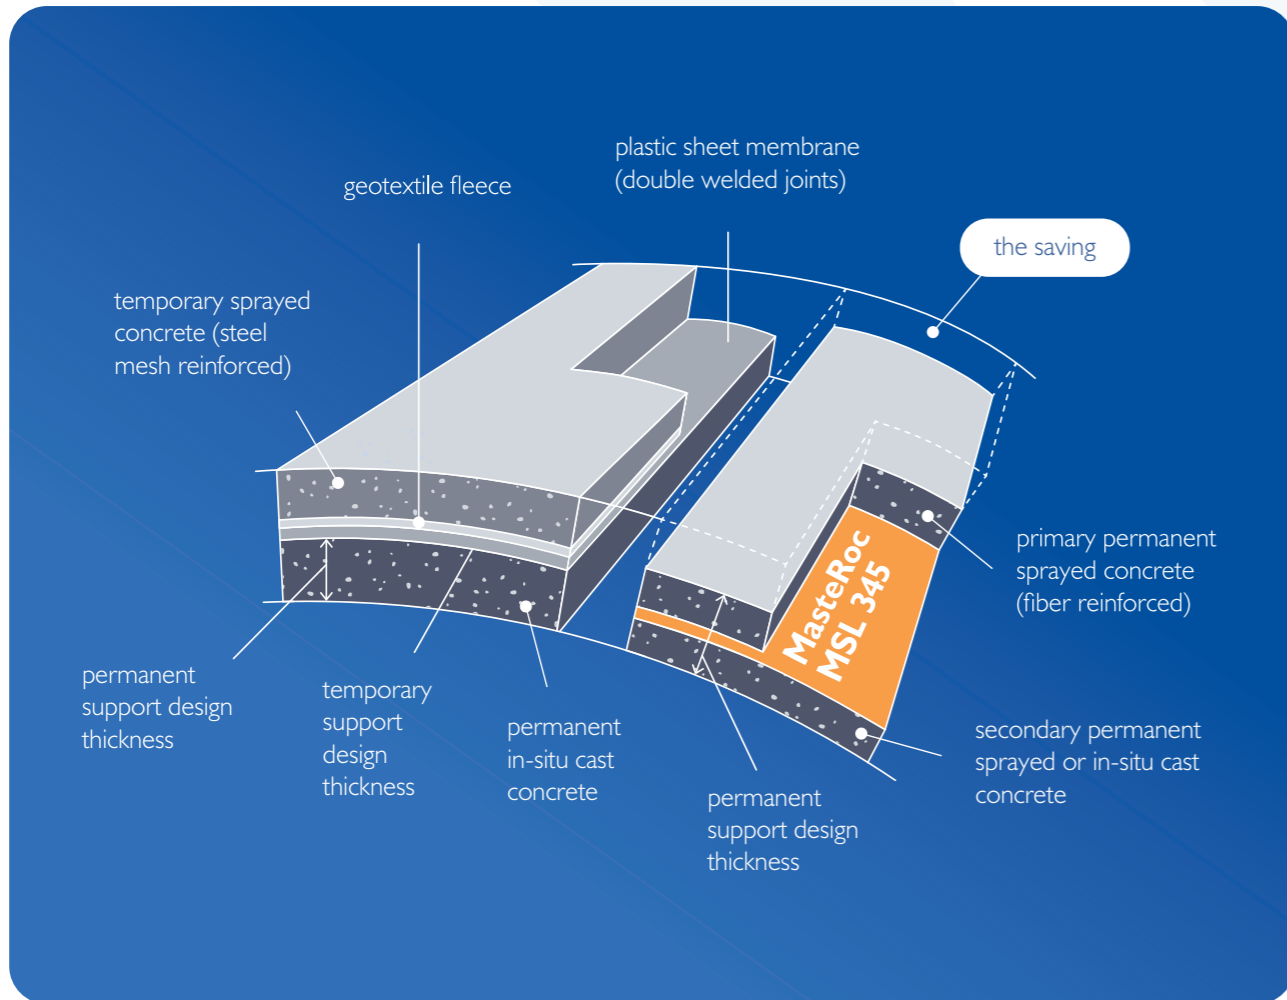 plastic sheet membrane
(double welded joints)
geotextile fleece
the saving
temporary sprayed
concrete (steel
mesh reinforced)
primary permanent
sprayed concrete
(fiber reinforced)
MasteRoc
MSL 345
permanent
support design
thickness
temporary
support
design
thickness
permanent
in-situ cast
concrete
permanent
support design
thickness
secondary permanent
sprayed or in-situ cast
concrete